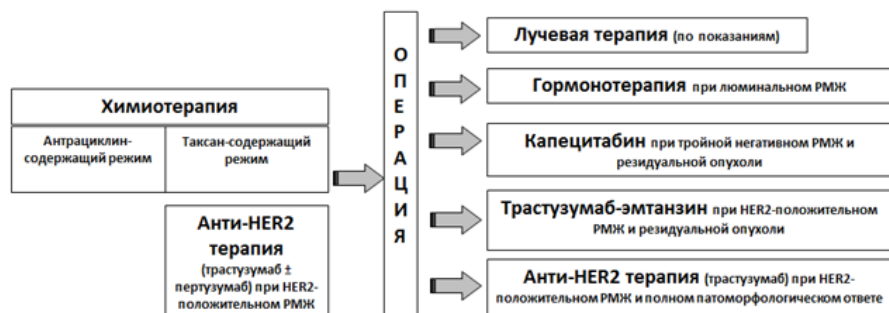 Химиотерапия
Антрациклин-
содержащий режим
Таксан-содержащий
режим
Анти-HER2
терапия
(трастузумаб ±
пертузумаб) при HER2-
положительном РМЖ
ОПЕРАЦИЯ
Лучевая терапия (по показаниям)
Гормонотерапия при люминальном РМЖ
Капецитабин при тройной негативном РМЖ и
резидуальной опухоли
Трастузумаб-эмтанзин при HER2-положительном
РМЖ и резидуальной опухоли
Анти-HER2 терапия (трастузумаб) при HER2-
положительном РМЖ и полном патоморфологическом ответе